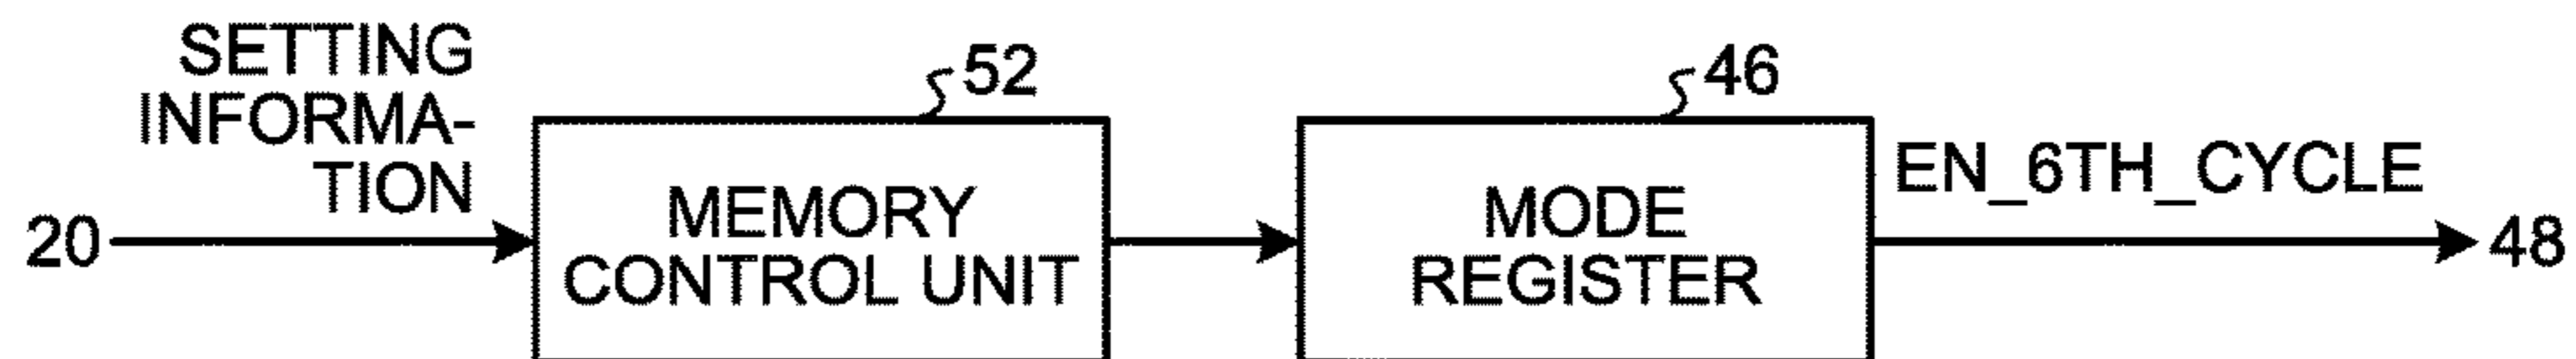 SETTING
INFORMA-
TION
20
52
MEMORY
CONTROL UNIT
46
MODE
REGISTER
EN_6TH_CYCLE
48